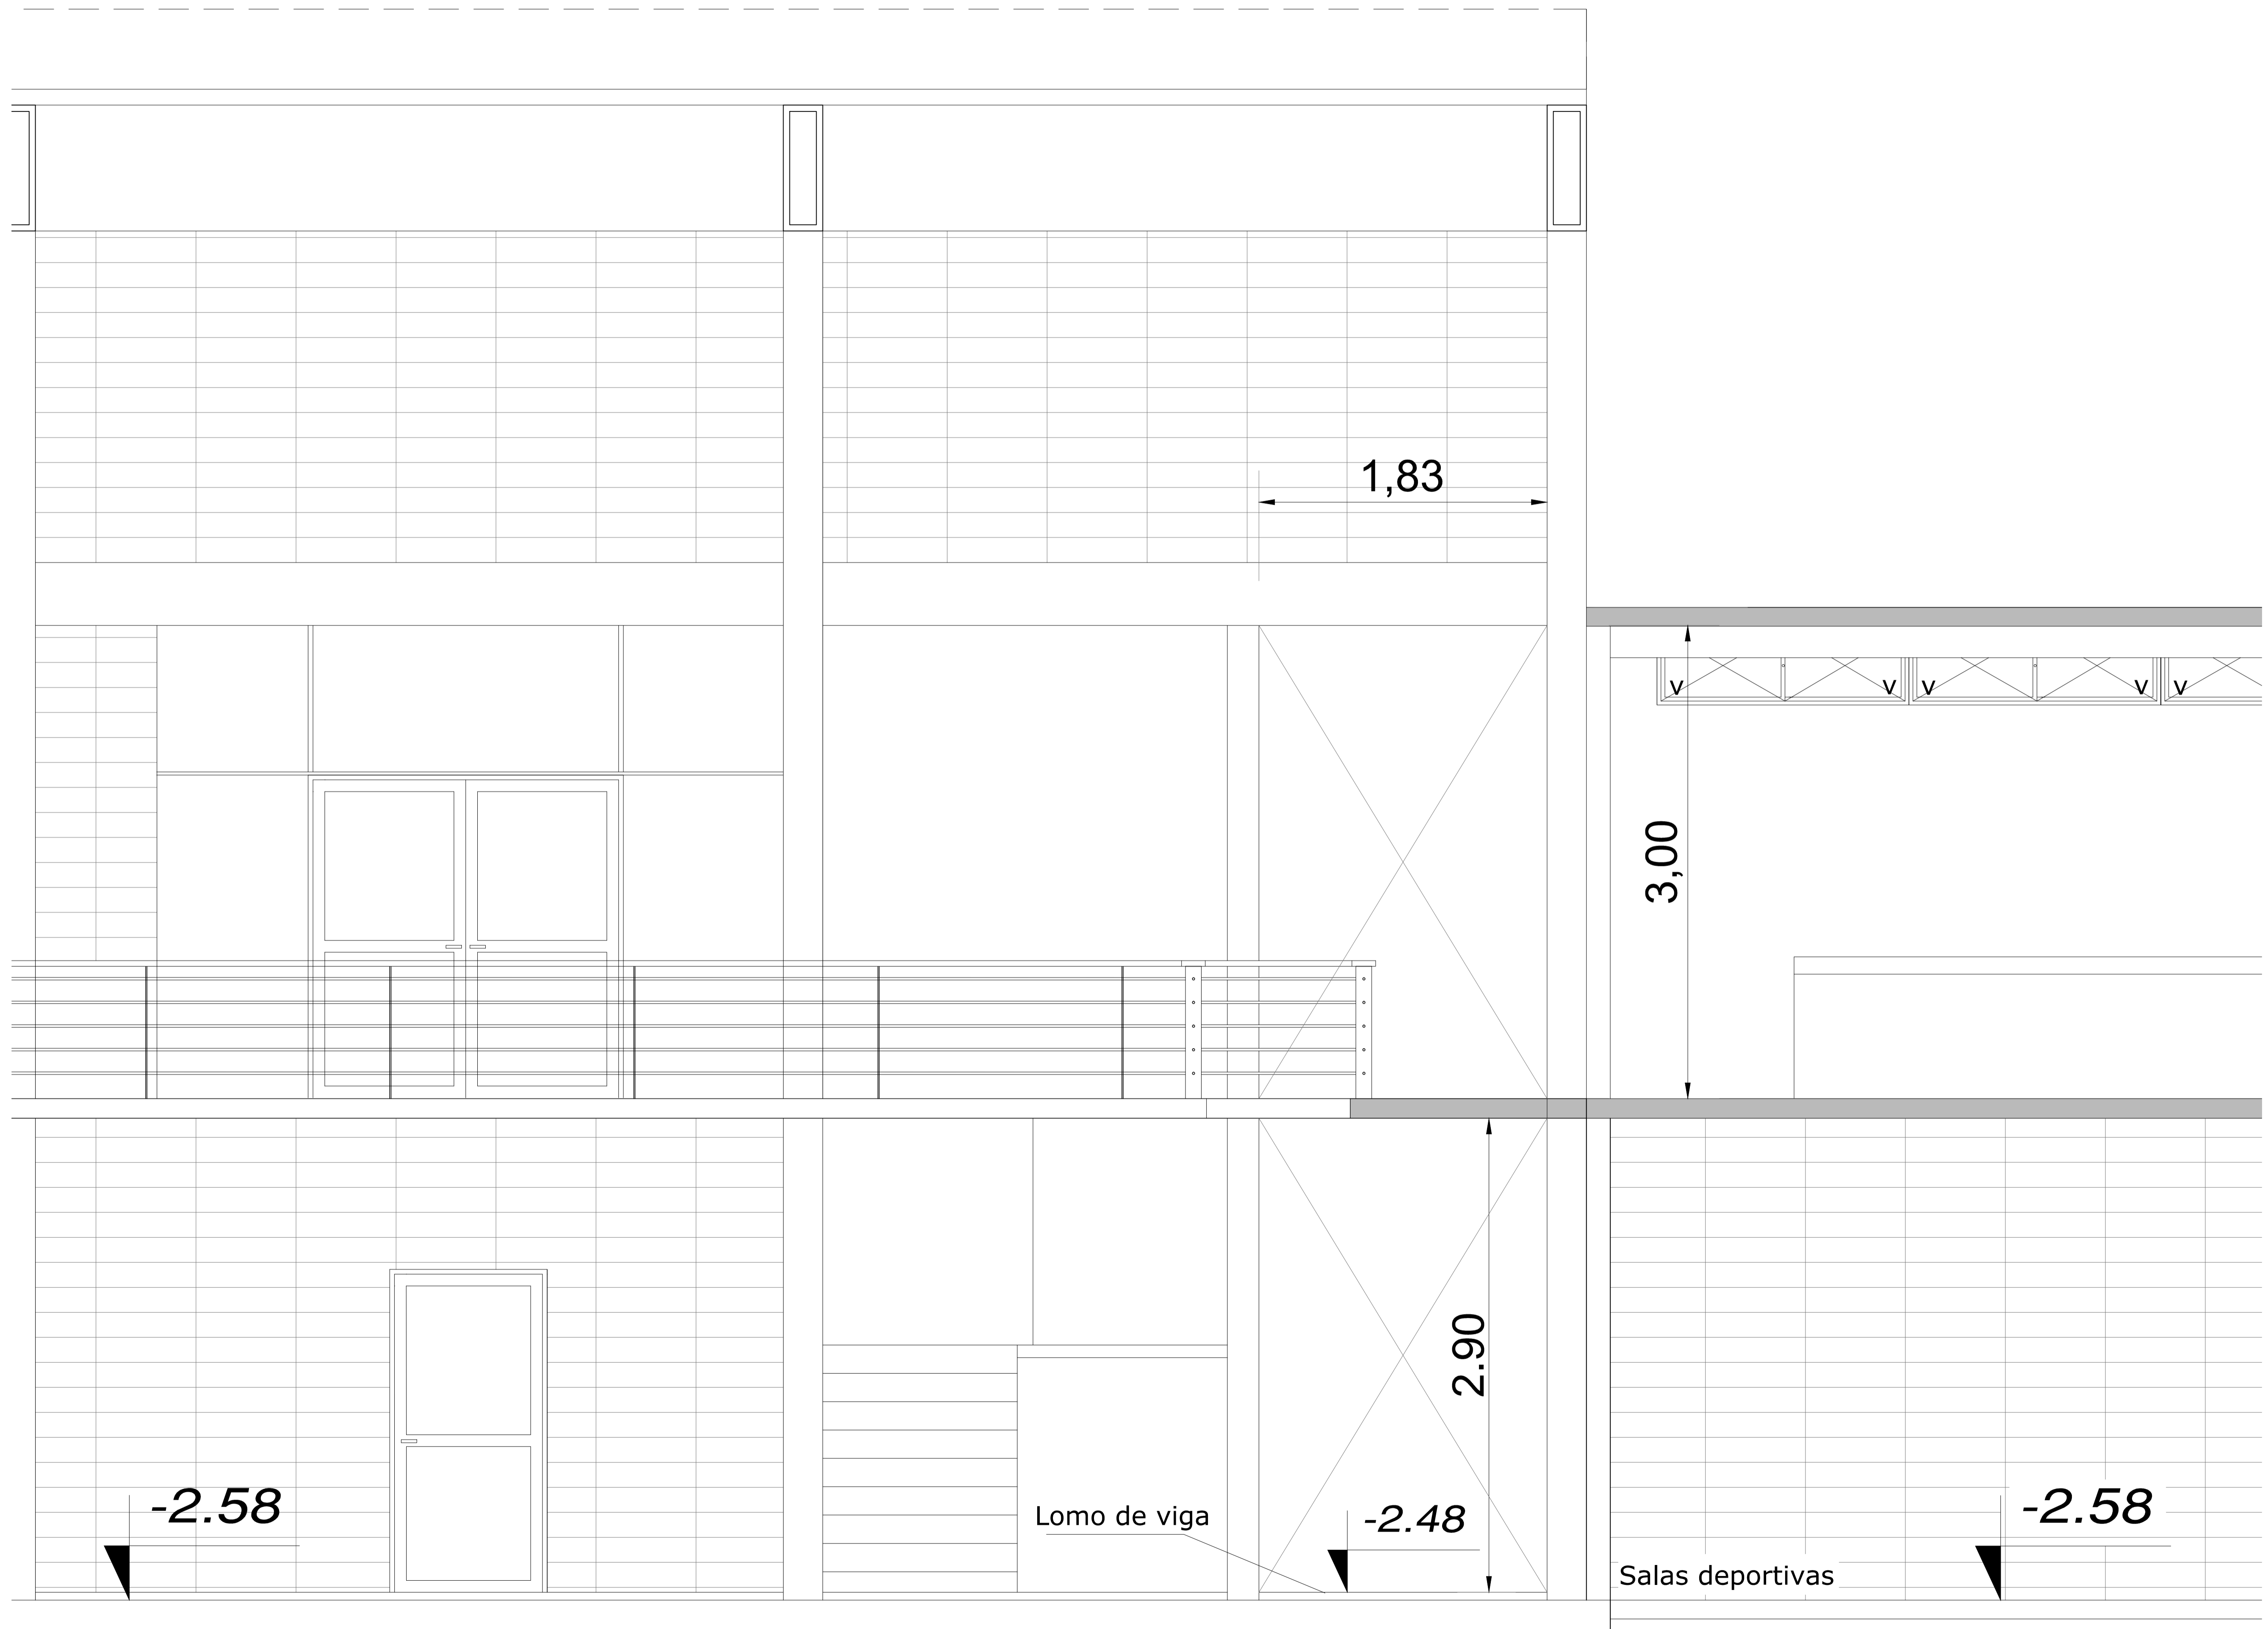 1,83
v
v
v
v
v
3,00
2.90
-2.58
Lomo de viga
-2.48
-2.58
Salas deportivas